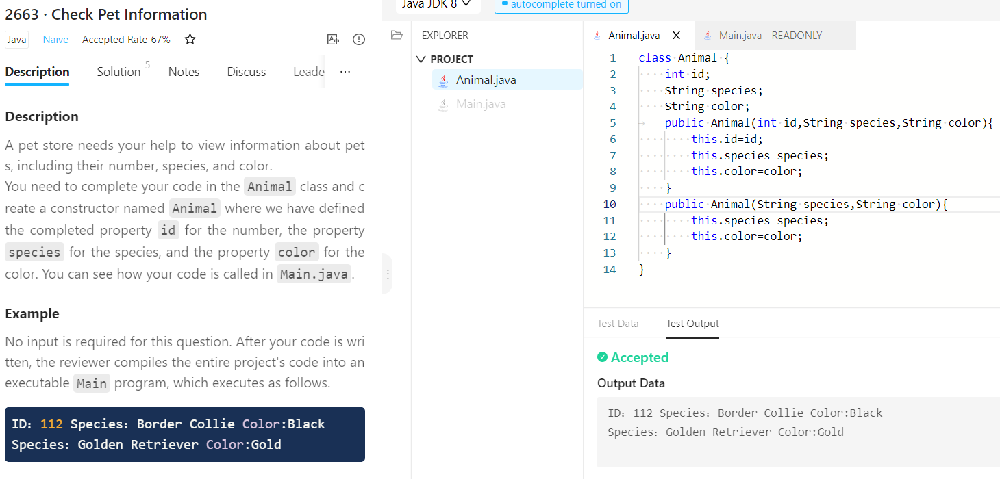 2663 · Check Pet Information
Java Naive Accepted Rate 67%
Description Solution 5 Notes Discuss Leade ...
Description
A pet store needs your help to view information about pet
s, including their number, species, and color.
You need to complete your code in the Animal class and c
reate a constructor named Animal where we have defined
the completed property id for the number, the property
species for the species, and the property color for the
color. You can see how your code is called in Main.java.
Example
No input is required for this question. After your code is wri
tten, the reviewer compiles the entire project's code into an
executable Main program, which executes as follows.
ID: 112 Species: Border Collie Color:Black
Species: Golden Retriever Color:Gold
Java JDK 8
autocomplete turned on
EXPLORER
PROJECT
Animal.java
Main.java
Animal.java X Main.java - READONLY
1 class Animal {
2 int id;
3 String species;
4 String color;
5 public Animal(int id,String species,String color){
6 this.id=id;
7 this.species=species;
8 this.color=color;
9 }
10 public Animal(String species,String color){
11 this.species=species;
12 this.color=color;
13 }
14 }
Test Data Test Output
Accepted
Output Data
ID: 112 Species: Border Collie Color:Black
Species: Golden Retriever Color:Gold